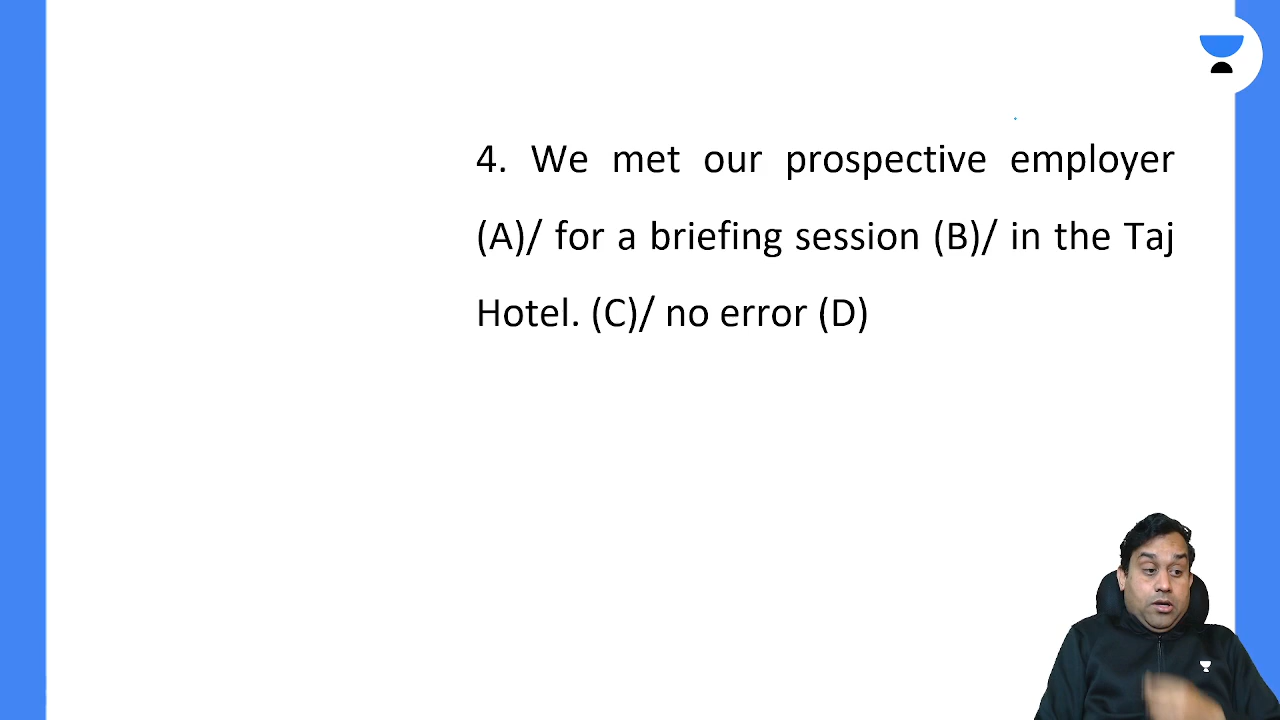 4. We met our prospective employer
(A)/ for a briefing session (B)/ in the Taj
Hotel. (C)/ no error (D)